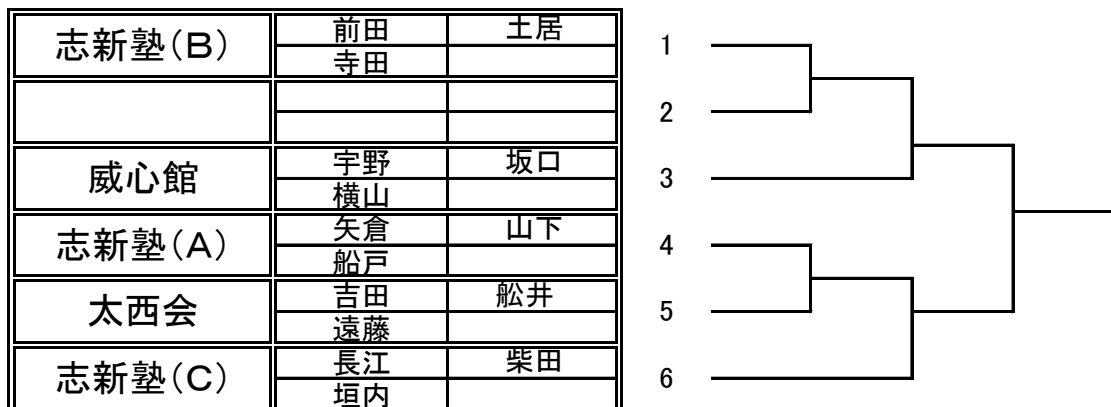 志新塾(B) 前田 土居 1
寺田
2
威心館 宇野 坂口 3
横山
志新塾(A) 矢倉 山下 4
船戸
太西会 吉田 舩井 5
遠藤
志新塾(C) 長江 柴田 6
垣内